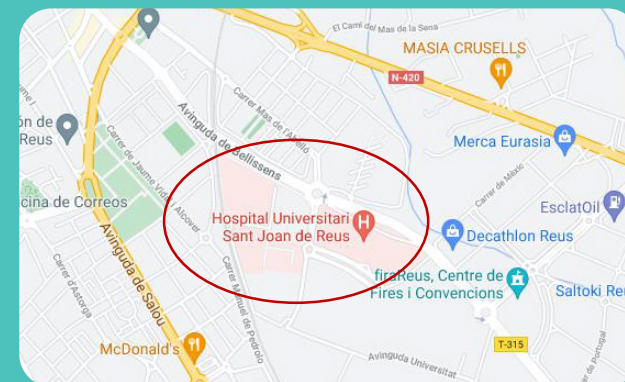 El Camí del Mas de la Sena
MASIA CRUSELLS
N-420
Avinguda de Bellissens
Carrer Mas de l'Abelló
ón de
Reus
Merca Eurasia
Carrer de Jaume Vidal i Alcover
Carrer de Mèxic
cina de Correos
EsclatOil
Hospital Universitari
Sant Joan de Reus
H
Decathlon Reus
Avinguda de Salou
Carrer d'Astorga
Carrer Manuel de Pedrolo
firaReus, Centre de
Fires i Convencions
Saltoki Re
McDonald's
T-315
Avinguda Universitat
de Portugal